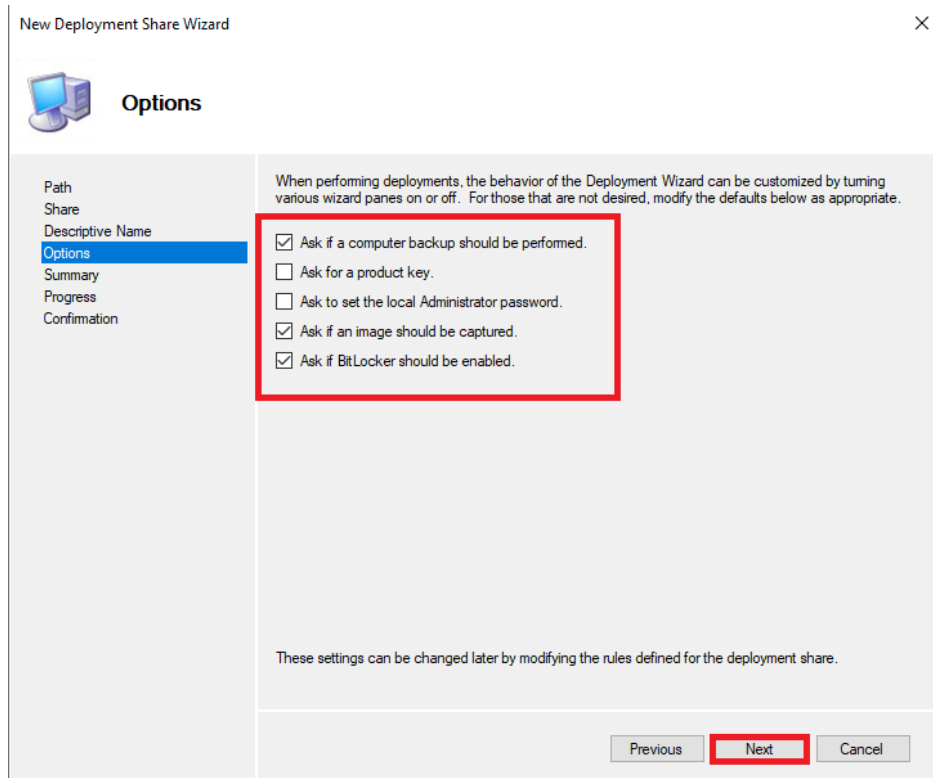 New Deployment Share Wizard
Options
Path
Share
Descriptive Name
Options
Summary
Progress
Confirmation
When performing deployments, the behavior of the Deployment Wizard can be customized by turning
various wizard panes on or off.  For those that are not desired, modify the defaults below as appropriate.
Ask if a computer backup should be performed.
Ask for a product key.
Ask to set the local Administrator password.
Ask if an image should be captured.
Ask if BitLocker should be enabled.
These settings can be changed later by modifying the rules defined for the deployment share.
Previous Next Cancel